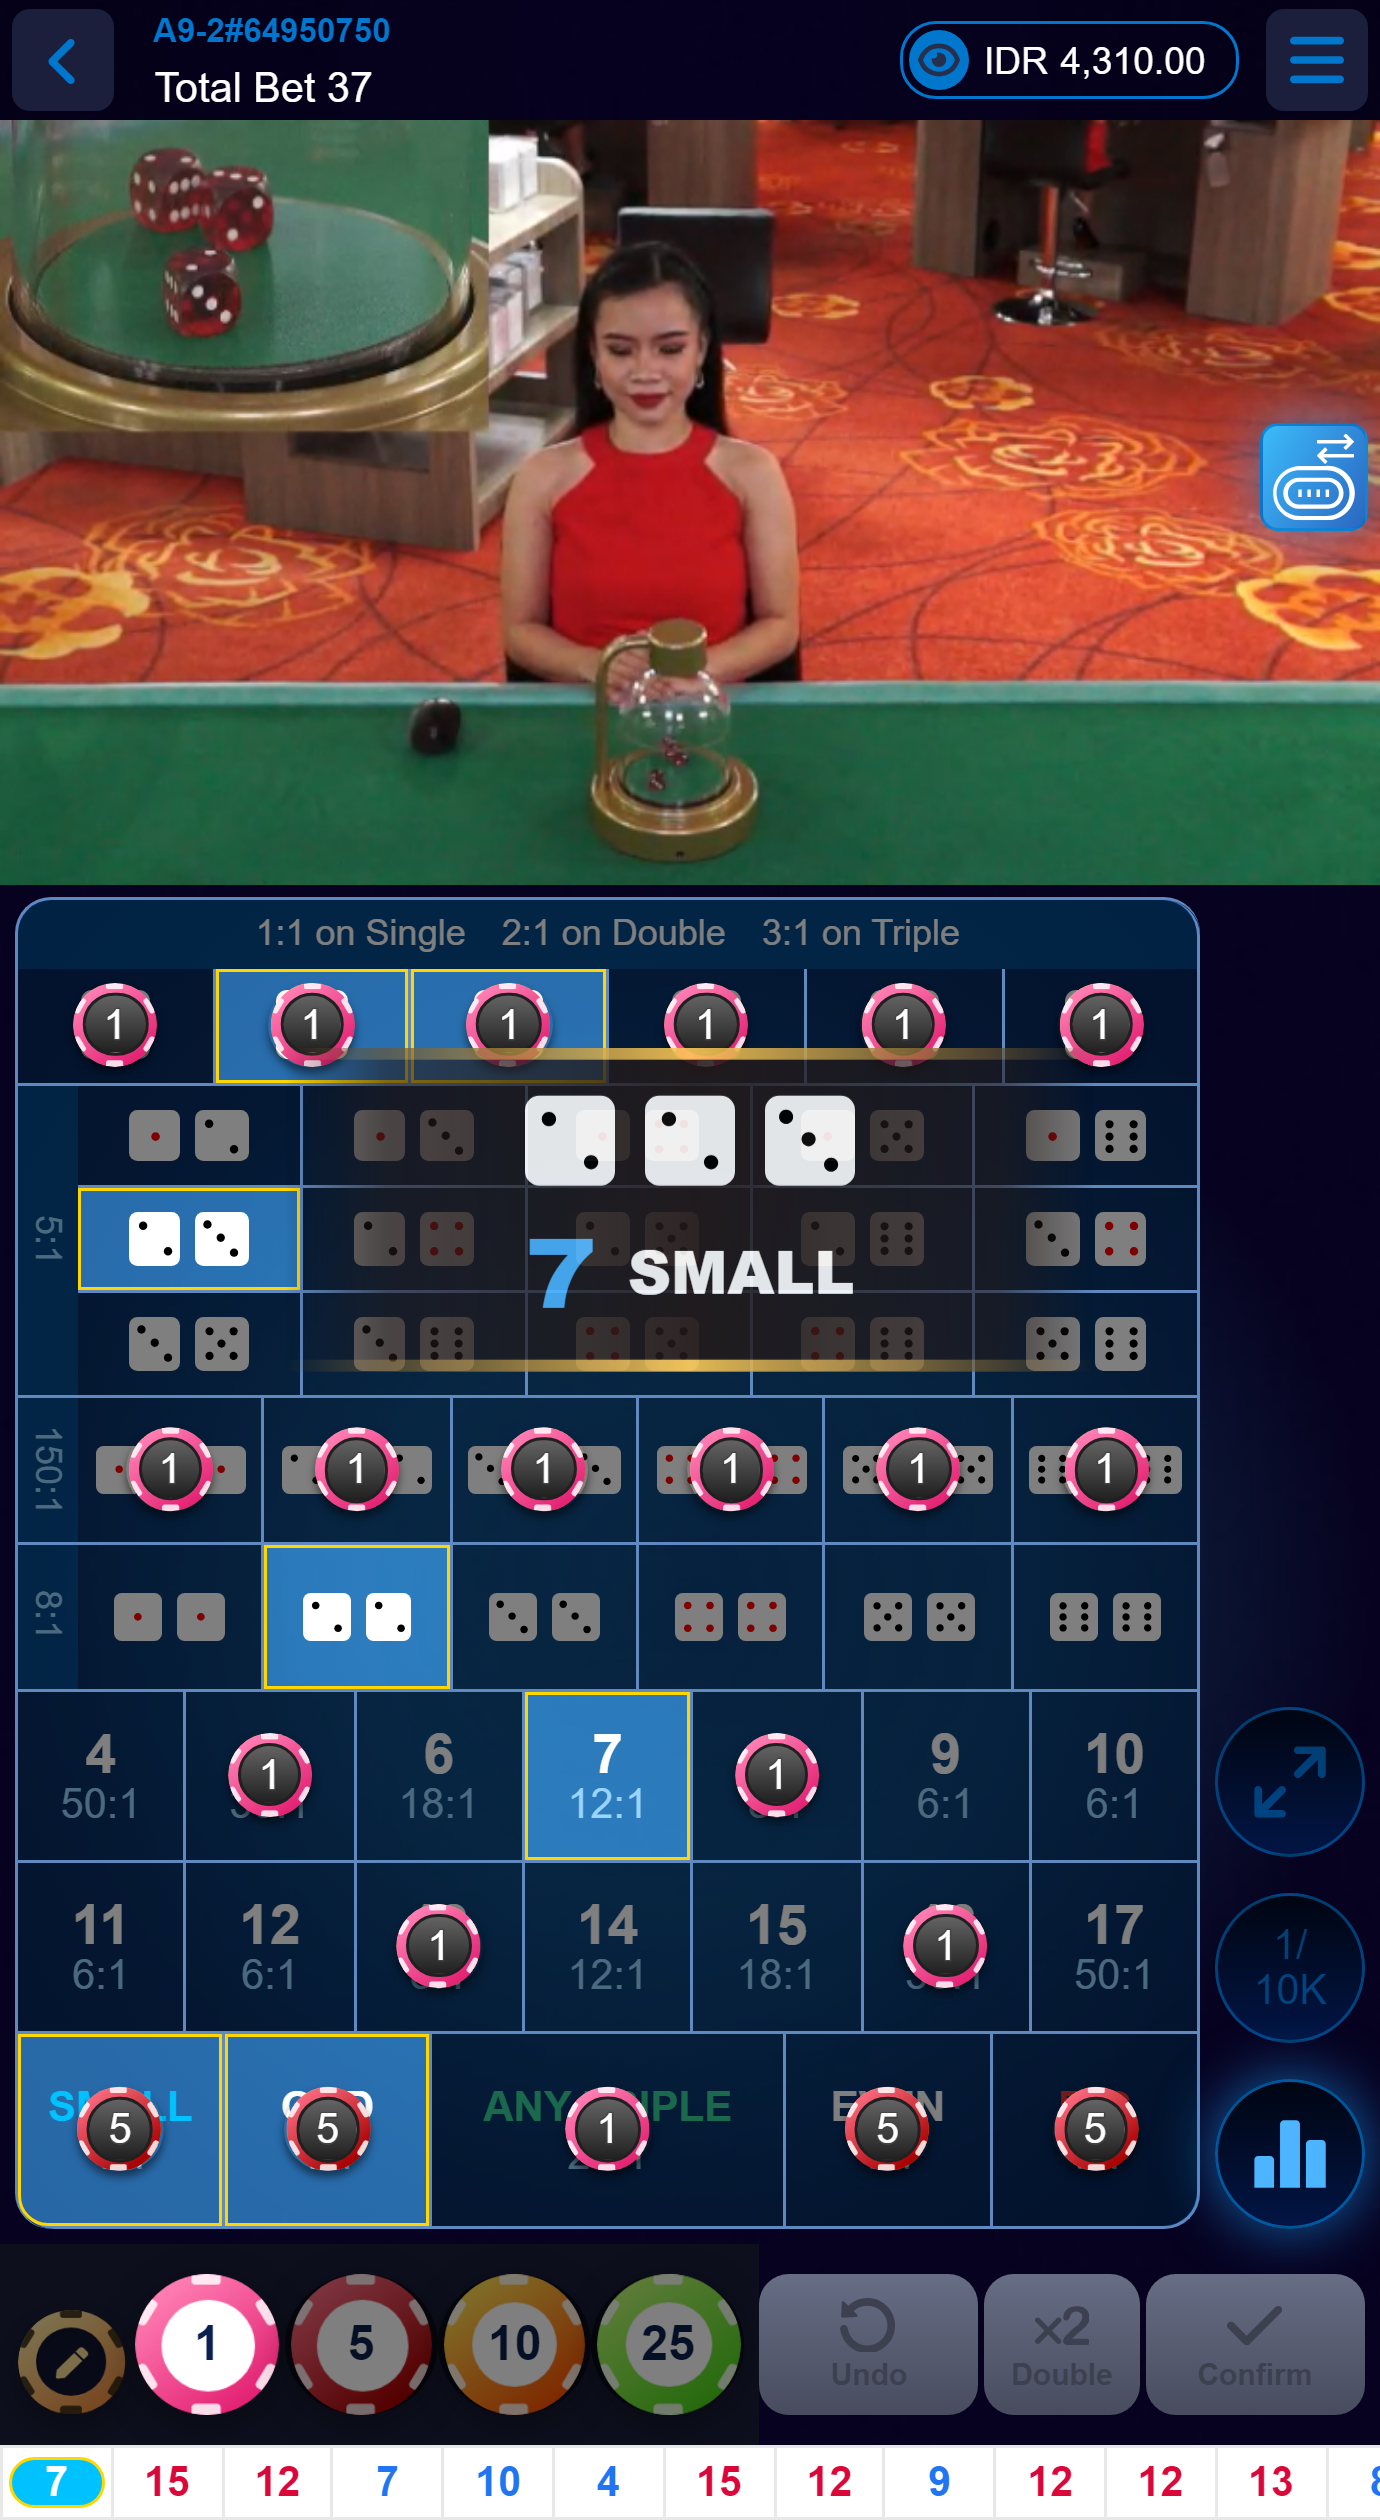 A9-2#64950750
Total Bet 37
IDR 4,310.00
1:1 on Single 2:1 on Double 3:1 on Triple
1 1 1 1 1 1
5:1
7 SMALL
150:1
1 1 1 1 1 1
8:1
4 1 6 7 1 9 10
50:1 18:1 12:1 6:1 6:1
11 12 1 14 15 1 17
6:1 6:1 12:1 18:1 50:1
1/
10K
5 5 1 5 5
1 5 10 25
x2
Undo Double Confirm
7 15 12 7 10 4 15 12 9 12 12 13